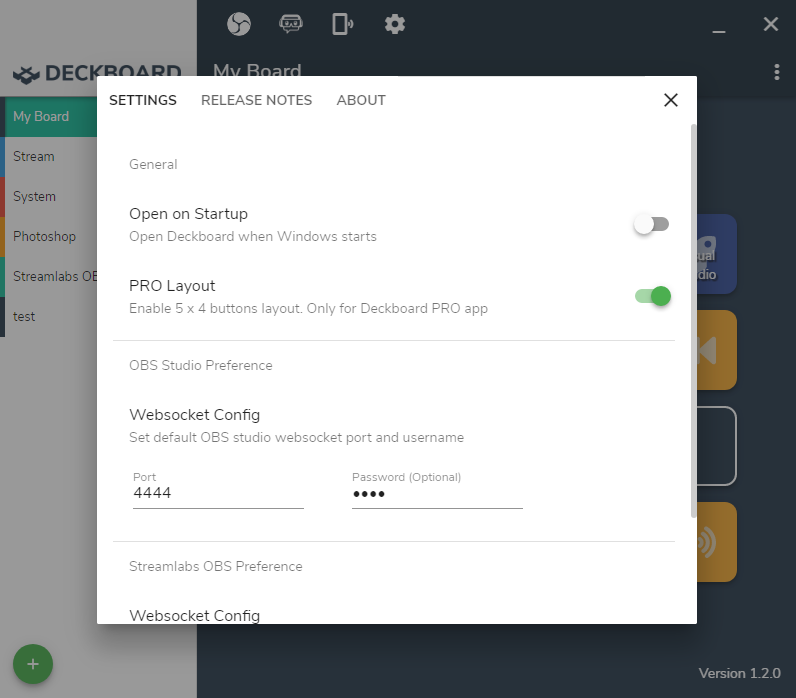 DECKBOARD
My Board
SETTINGS
RELEASE NOTES
ABOUT
My Board
Stream
System
Photoshop
Streamlabs OB
test
General
Open on Startup
Open Deckboard when Windows starts
PRO Layout
Enable 5 x 4 buttons layout. Only for Deckboard PRO app
OBS Studio Preference
Websocket Config
Set default OBS studio websocket port and username
Port
4444
Password (Optional)
••••
Streamlabs OBS Preference
Websocket Config
ual
dio
Version 1.2.0